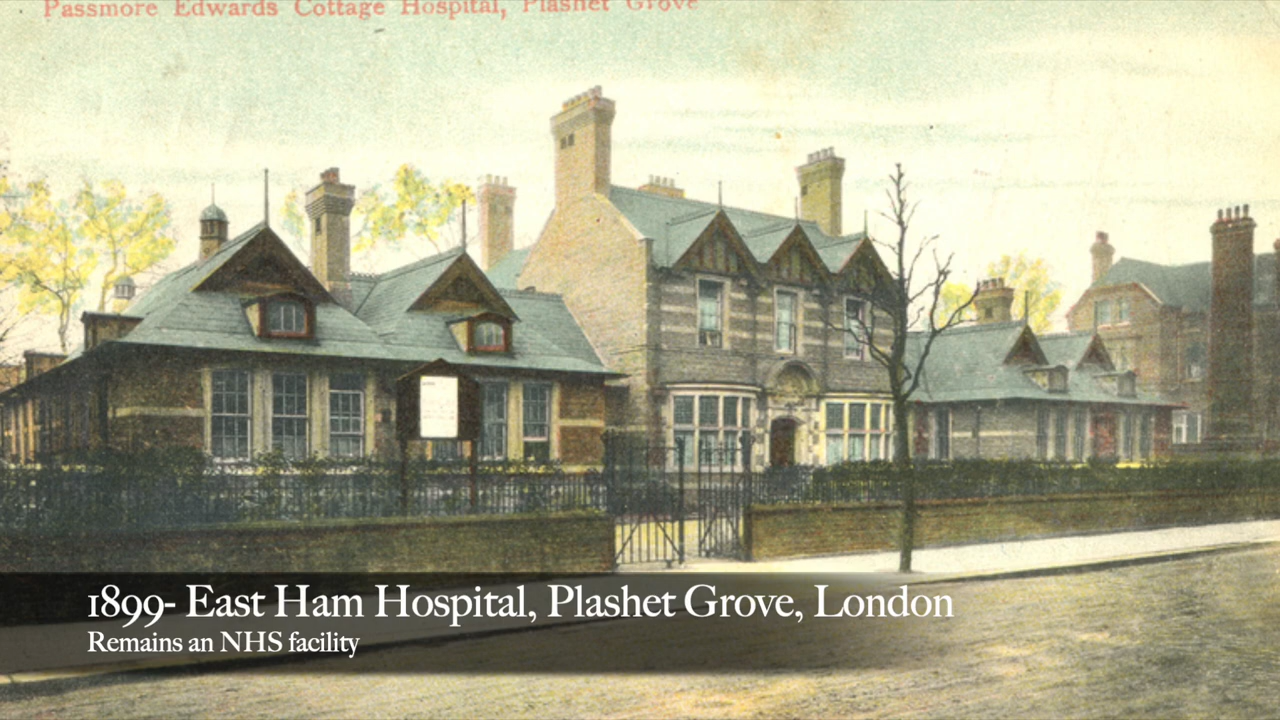 Passmore Edwards Cottage Hospital, Plashet Grove
1899- East Ham Hospital, Plashet Grove, London
Remains an NHS facility